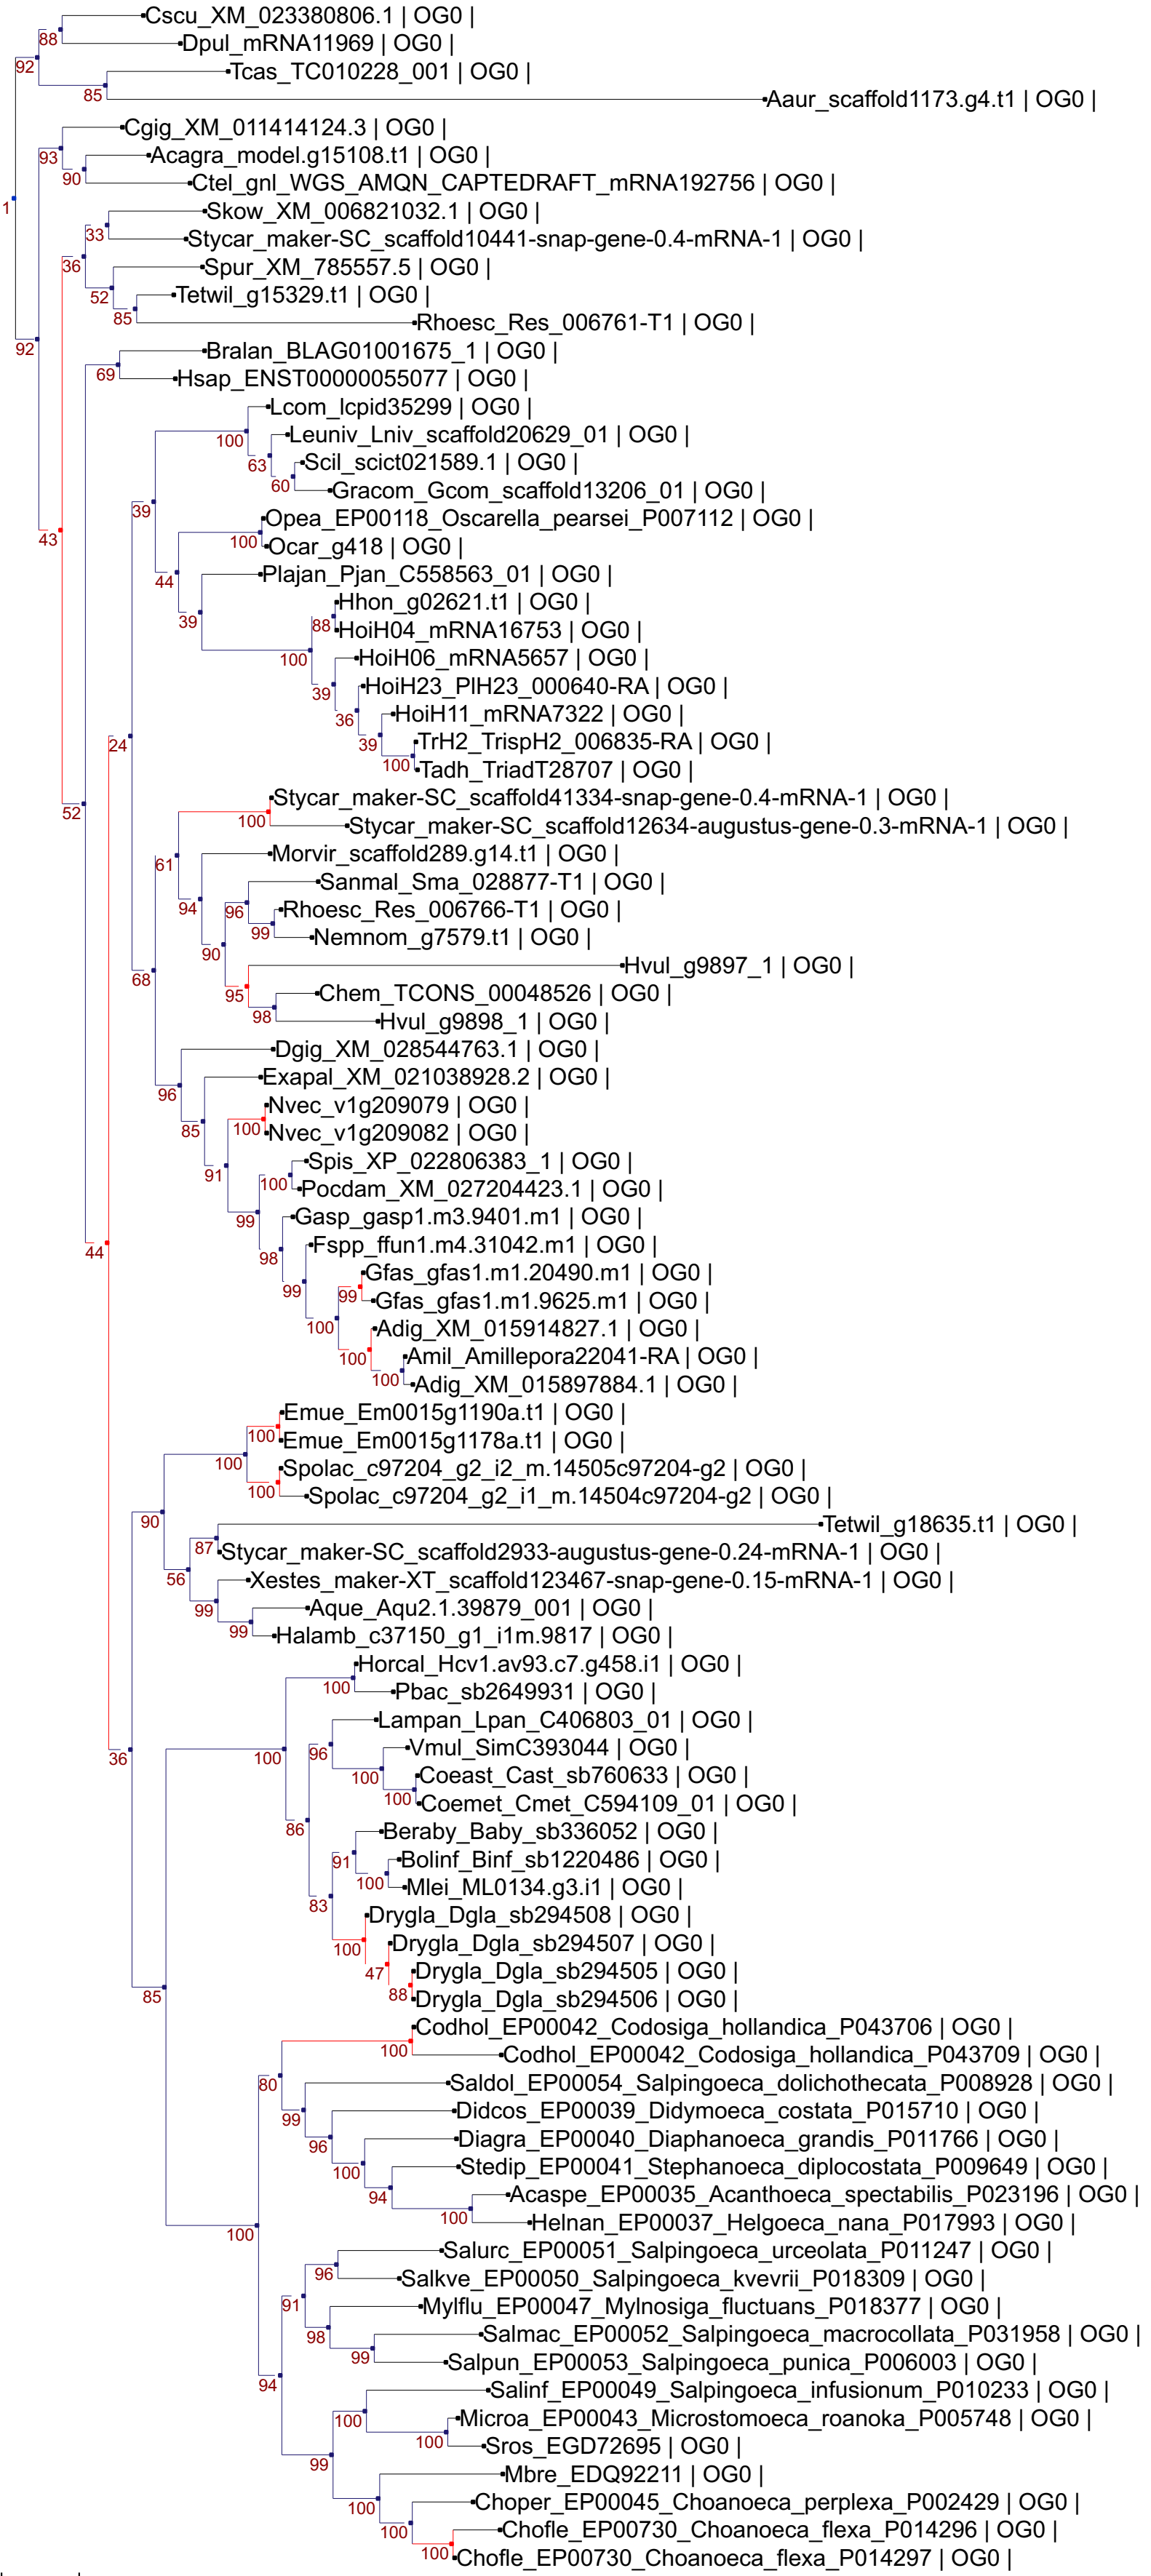 Cscu_XM_023380806.1 | OG0 |
88
Dpul_mRNA11969 | OG0 |
92
Tcas_TC010228_001 | OG0 |
85
Aaur_scaffold1173.g4.t1 | OG0 |
Cgig_XM_011414124.3 | OG0 |
93
Acagra_model.g15108.t1 | OG0 |
90
Ctel_gnl_WGS_AMQN_CAPTEDRAFT_mRNA192756 | OG0 |
1
Skow_XM_006821032.1 | OG0 |
33
Stycar_maker-SC_scaffold10441-snap-gene-0.4-mRNA-1 | OG0 |
36
Spur_XM_785557.5 | OG0 |
52
Tetwil_g15329.t1 | OG0 |
85
Rhoesc_Res_006761-T1 | OG0 |
92
Bralan_BLAG01001675_1 | OG0 |
69
Hsap_ENST00000055077 | OG0 |
Lcom_lcpid35299 | OG0 |
100
Leuniv_Lniv_scaffold20629_01 | OG0 |
63
Scil_scict021589.1 | OG0 |
60
Gracom_Gcom_scaffold13206_01 | OG0 |
39
Opea_EP00118_Oscarella_pearsei_P007112 | OG0 |
43
100
Ocar_g418 | OG0 |
44
Plajan_Pjan_C558563_01 | OG0 |
39
Hhon_g02621.t1 | OG0 |
88
HoiH04_mRNA16753 | OG0 |
100
HoiH06_mRNA5657 | OG0 |
39
HoiH23_PlH23_000640-RA | OG0 |
36
HoiH11_mRNA7322 | OG0 |
24
39
TrH2_TrispH2_006835-RA | OG0 |
100
Tadh_TriadT28707 | OG0 |
52
Stycar_maker-SC_scaffold41334-snap-gene-0.4-mRNA-1 | OG0 |
100
Stycar_maker-SC_scaffold12634-augustus-gene-0.3-mRNA-1 | OG0 |
61
Morvir_scaffold289.g14.t1 | OG0 |
94
Sanmal_Sma_028877-T1 | OG0 |
96
Rhoesc_Res_006766-T1 | OG0 |
99
Nemnom_g7579.t1 | OG0 |
90
68
Hvul_g9897_1 | OG0 |
95
Chem_TCONS_00048526 | OG0 |
98
Hvul_g9898_1 | OG0 |
Dgig_XM_028544763.1 | OG0 |
96
Exapal_XM_021038928.2 | OG0 |
85
Nvec_v1g209079 | OG0 |
100
Nvec_v1g209082 | OG0 |
91
Spis_XP_022806383_1 | OG0 |
100
Pocdam_XM_027204423.1 | OG0 |
99
Gasp_gasp1.m3.9401.m1 | OG0 |
44
98
Fspp_ffun1.m4.31042.m1 | OG0 |
99
Gfas_gfas1.m1.20490.m1 | OG0 |
99
Gfas_gfas1.m1.9625.m1 | OG0 |
100
Adig_XM_015914827.1 | OG0 |
100
Amil_Amillepora22041-RA | OG0 |
100
Adig_XM_015897884.1 | OG0 |
Emue_Em0015g1190a.t1 | OG0 |
100
Emue_Em0015g1178a.t1 | OG0 |
100
Spolac_c97204_g2_i2_m.14505c97204-g2 | OG0 |
100
Spolac_c97204_g2_i1_m.14504c97204-g2 | OG0 |
90
Tetwil_g18635.t1 | OG0 |
87
Stycar_maker-SC_scaffold2933-augustus-gene-0.24-mRNA-1 | OG0 |
56
Xestes_maker-XT_scaffold123467-snap-gene-0.15-mRNA-1 | OG0 |
99
Aque_Aqu2.1.39879_001 | OG0 |
99
Halamb_c37150_g1_i1m.9817 | OG0 |
Horcal_Hcv1.av93.c7.g458.i1 | OG0 |
100
Pbac_sb2649931 | OG0 |
Lampan_Lpan_C406803_01 | OG0 |
36
100
96
Vmul_SimC393044 | OG0 |
100
Coeast_Cast_sb760633 | OG0 |
100
Coemet_Cmet_C594109_01 | OG0 |
86
Beraby_Baby_sb336052 | OG0 |
91
Bolinf_Binf_sb1220486 | OG0 |
100
Mlei_ML0134.g3.i1 | OG0 |
83
Drygla_Dgla_sb294508 | OG0 |
100
Drygla_Dgla_sb294507 | OG0 |
47
Drygla_Dgla_sb294505 | OG0 |
85
88
Drygla_Dgla_sb294506 | OG0 |
Codhol_EP00042_Codosiga_hollandica_P043706 | OG0 |
100
Codhol_EP00042_Codosiga_hollandica_P043709 | OG0 |
80
Saldol_EP00054_Salpingoeca_dolichothecata_P008928 | OG0 |
99
Didcos_EP00039_Didymoeca_costata_P015710 | OG0 |
96
Diagra_EP00040_Diaphanoeca_grandis_P011766 | OG0 |
100
Stedip_EP00041_Stephanoeca_diplocostata_P009649 | OG0 |
94
Acaspe_EP00035_Acanthoeca_spectabilis_P023196 | OG0 |
100
Helnan_EP00037_Helgoeca_nana_P017993 | OG0 |
100
Salurc_EP00051_Salpingoeca_urceolata_P011247 | OG0 |
96
Salkve_EP00050_Salpingoeca_kvevrii_P018309 | OG0 |
91
Mylflu_EP00047_Mylnosiga_fluctuans_P018377 | OG0 |
98
Salmac_EP00052_Salpingoeca_macrocollata_P031958 | OG0 |
99
Salpun_EP00053_Salpingoeca_punica_P006003 | OG0 |
94
Salinf_EP00049_Salpingoeca_infusionum_P010233 | OG0 |
100
Microa_EP00043_Microstomoeca_roanoka_P005748 | OG0 |
100
Sros_EGD72695 | OG0 |
99
Mbre_EDQ92211 | OG0 |
100
Choper_EP00045_Choanoeca_perplexa_P002429 | OG0 |
100
Chofle_EP00730_Choanoeca_flexa_P014296 | OG0 |
100
Chofle_EP00730_Choanoeca_flexa_P014297 | OG0 |